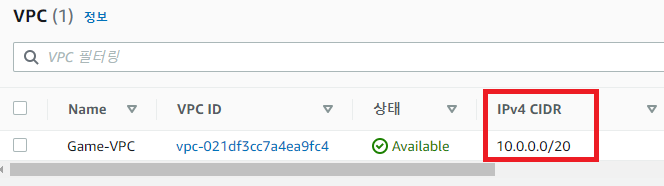 VPC (1) 정보
VPC 필터링
Name VPC ID 상태 IPv4 CIDR
Game-VPC vpc-021df3cc7a4ea9fc4 Available 10.0.0.0/20